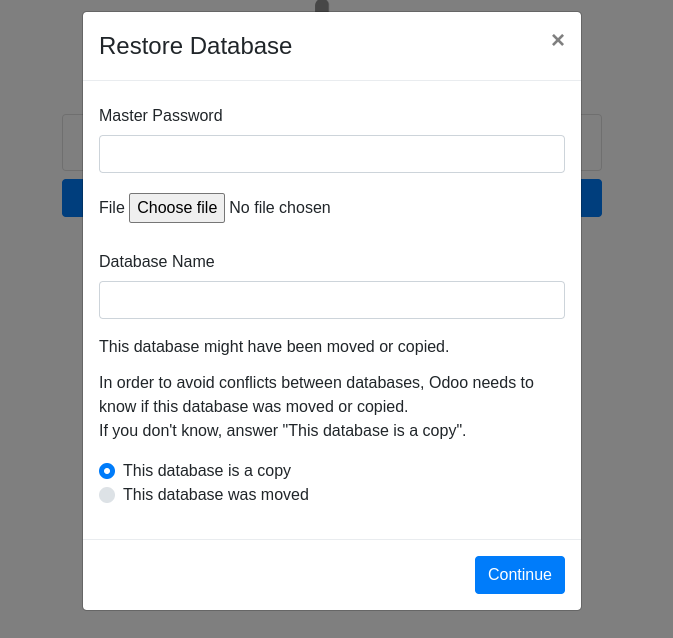 Restore Database
×
Master Password
File Choose file No file chosen
Database Name
This database might have been moved or copied.
In order to avoid conflicts between databases, Odoo needs to
know if this database was moved or copied.
If you don't know, answer "This database is a copy".
This database is a copy
This database was moved
Continue